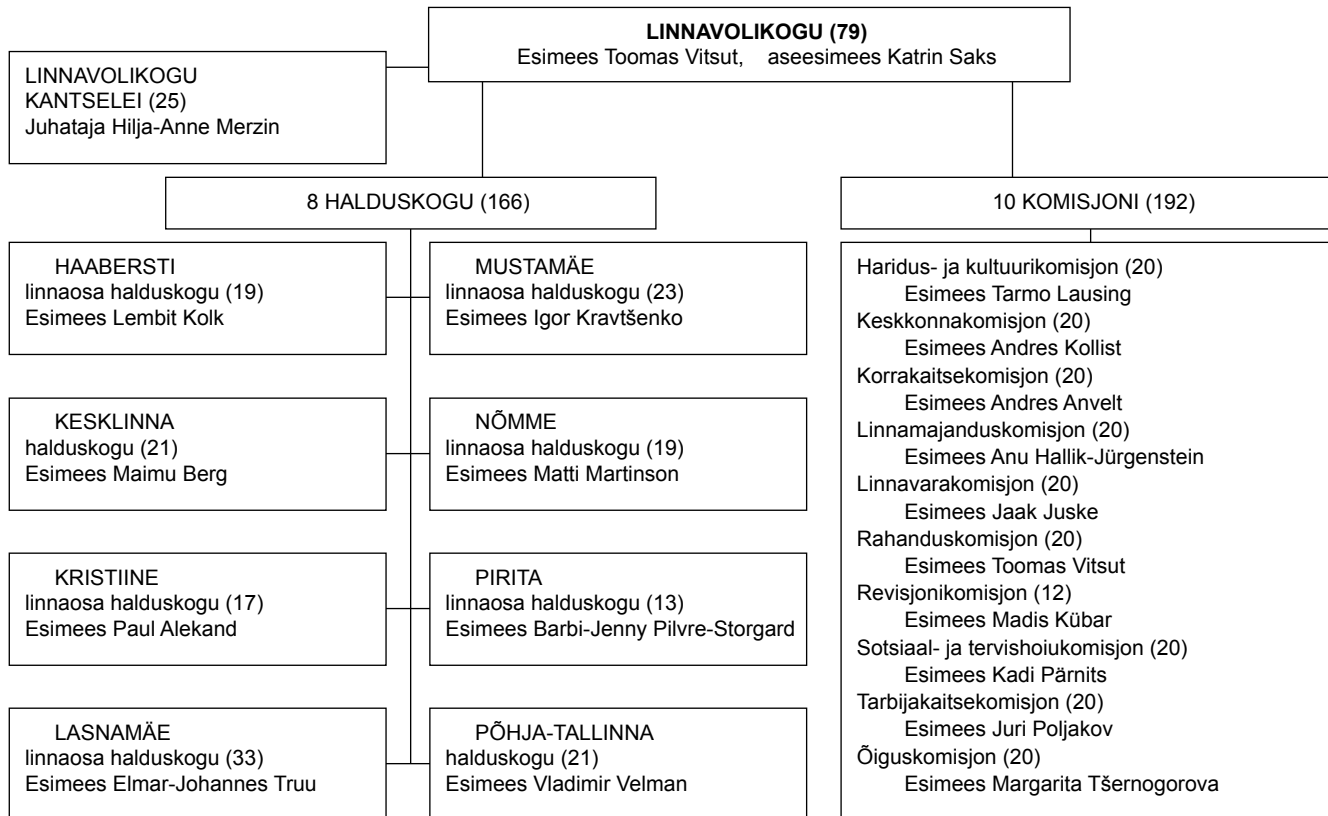 LINNAVOLIKOGU (79)
Esimees Toomas Vitsut, aseesimees Katrin Saks
LINNAVOLIKOGU
KANTSELEI (25)
Juhataja Hilja-Anne Merzin
8 HALDUSKOGU (166)
10 KOMISJONI (192)
HAABERSTI
linnaosa halduskogu (19)
Esimees Lembit Kolk
MUSTAMÄE
linnaosa halduskogu (23)
Esimees Igor Kravtšenko
KESKLINNA
halduskogu (21)
Esimees Maimu Berg
NÕMME
linnaosa halduskogu (19)
Esimees Matti Martinson
KRISTIINE
linnaosa halduskogu (17)
Esimees Paul Alekand
PIRITA
linnaosa halduskogu (13)
Esimees Barbi-Jenny Pilvre-Storgard
LASNAMÄE
linnaosa halduskogu (33)
Esimees Elmar-Johannes Truu
PÕHJA-TALLINNA
halduskogu (21)
Esimees Vladimir Velman
Haridus- ja kultuurikomisjon (20)
Esimees Tarmo Lausing
Keskkonnakomisjon (20)
Esimees Andres Kollist
Korrakaitsekomisjon (20)
Esimees Andres Anvelt
Linnamajanduskomisjon (20)
Esimees Anu Hallik-Jürgenstein
Linnavarakomisjon (20)
Esimees Jaak Juske
Rahanduskomisjon (20)
Esimees Toomas Vitsut
Revisjonikomisjon (12)
Esimees Madis Kübar
Sotsiaal- ja tervishoiukomisjon (20)
Esimees Kadi Pärnits
Tarbijakaitsekomisjon (20)
Esimees Juri Poljakov
Õiguskomisjon (20)
Esimees Margarita Tšernogorova